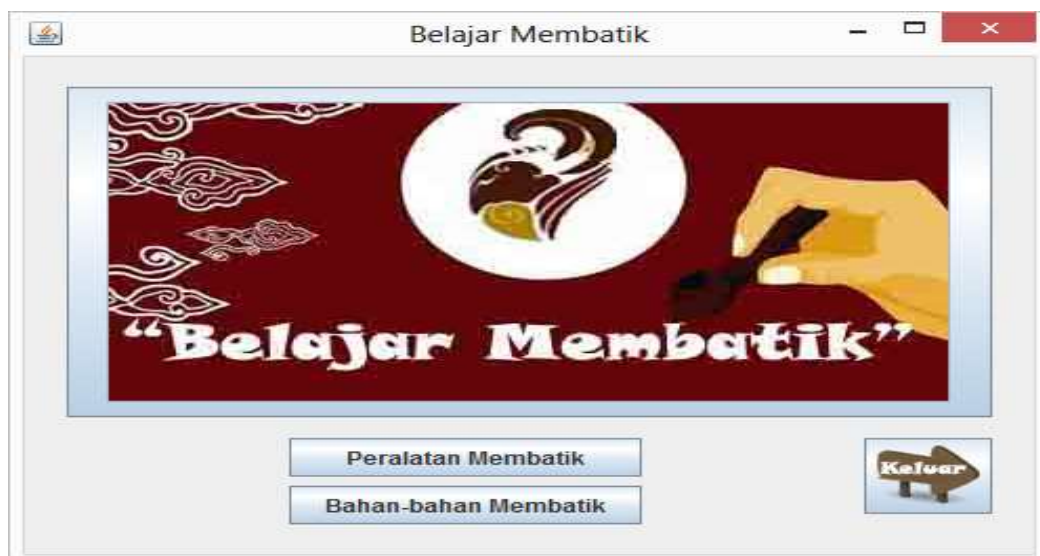 Belajar Membatik
“Belajar Membatik”
Peralatan Membatik
Bahan-bahan Membatik
Keluar